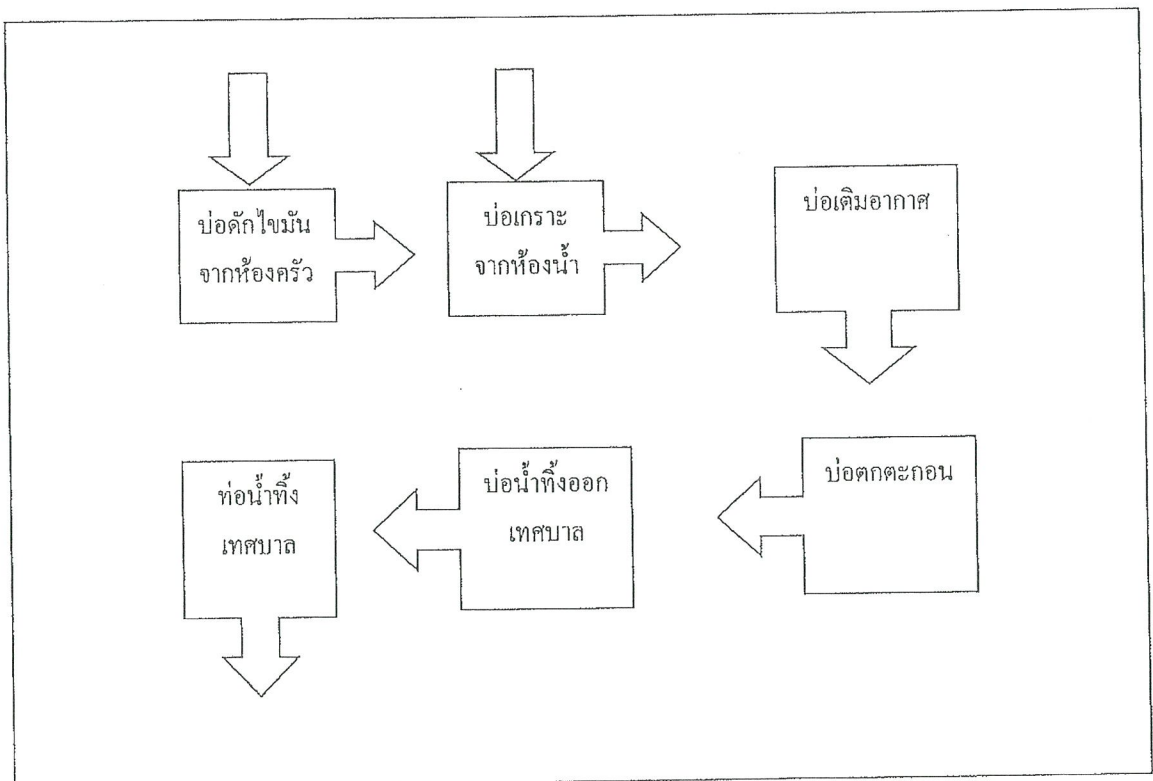 บ่อดักไขมัน
จากห้องครัว
บ่อเกราะ
จากห้องน้ำ
บ่อเติมอากาศ
บ่อตกตะกอน
บ่อน้ำทิ้งออก
เทศบาล
ท่อน้ำทิ้ง
เทศบาล